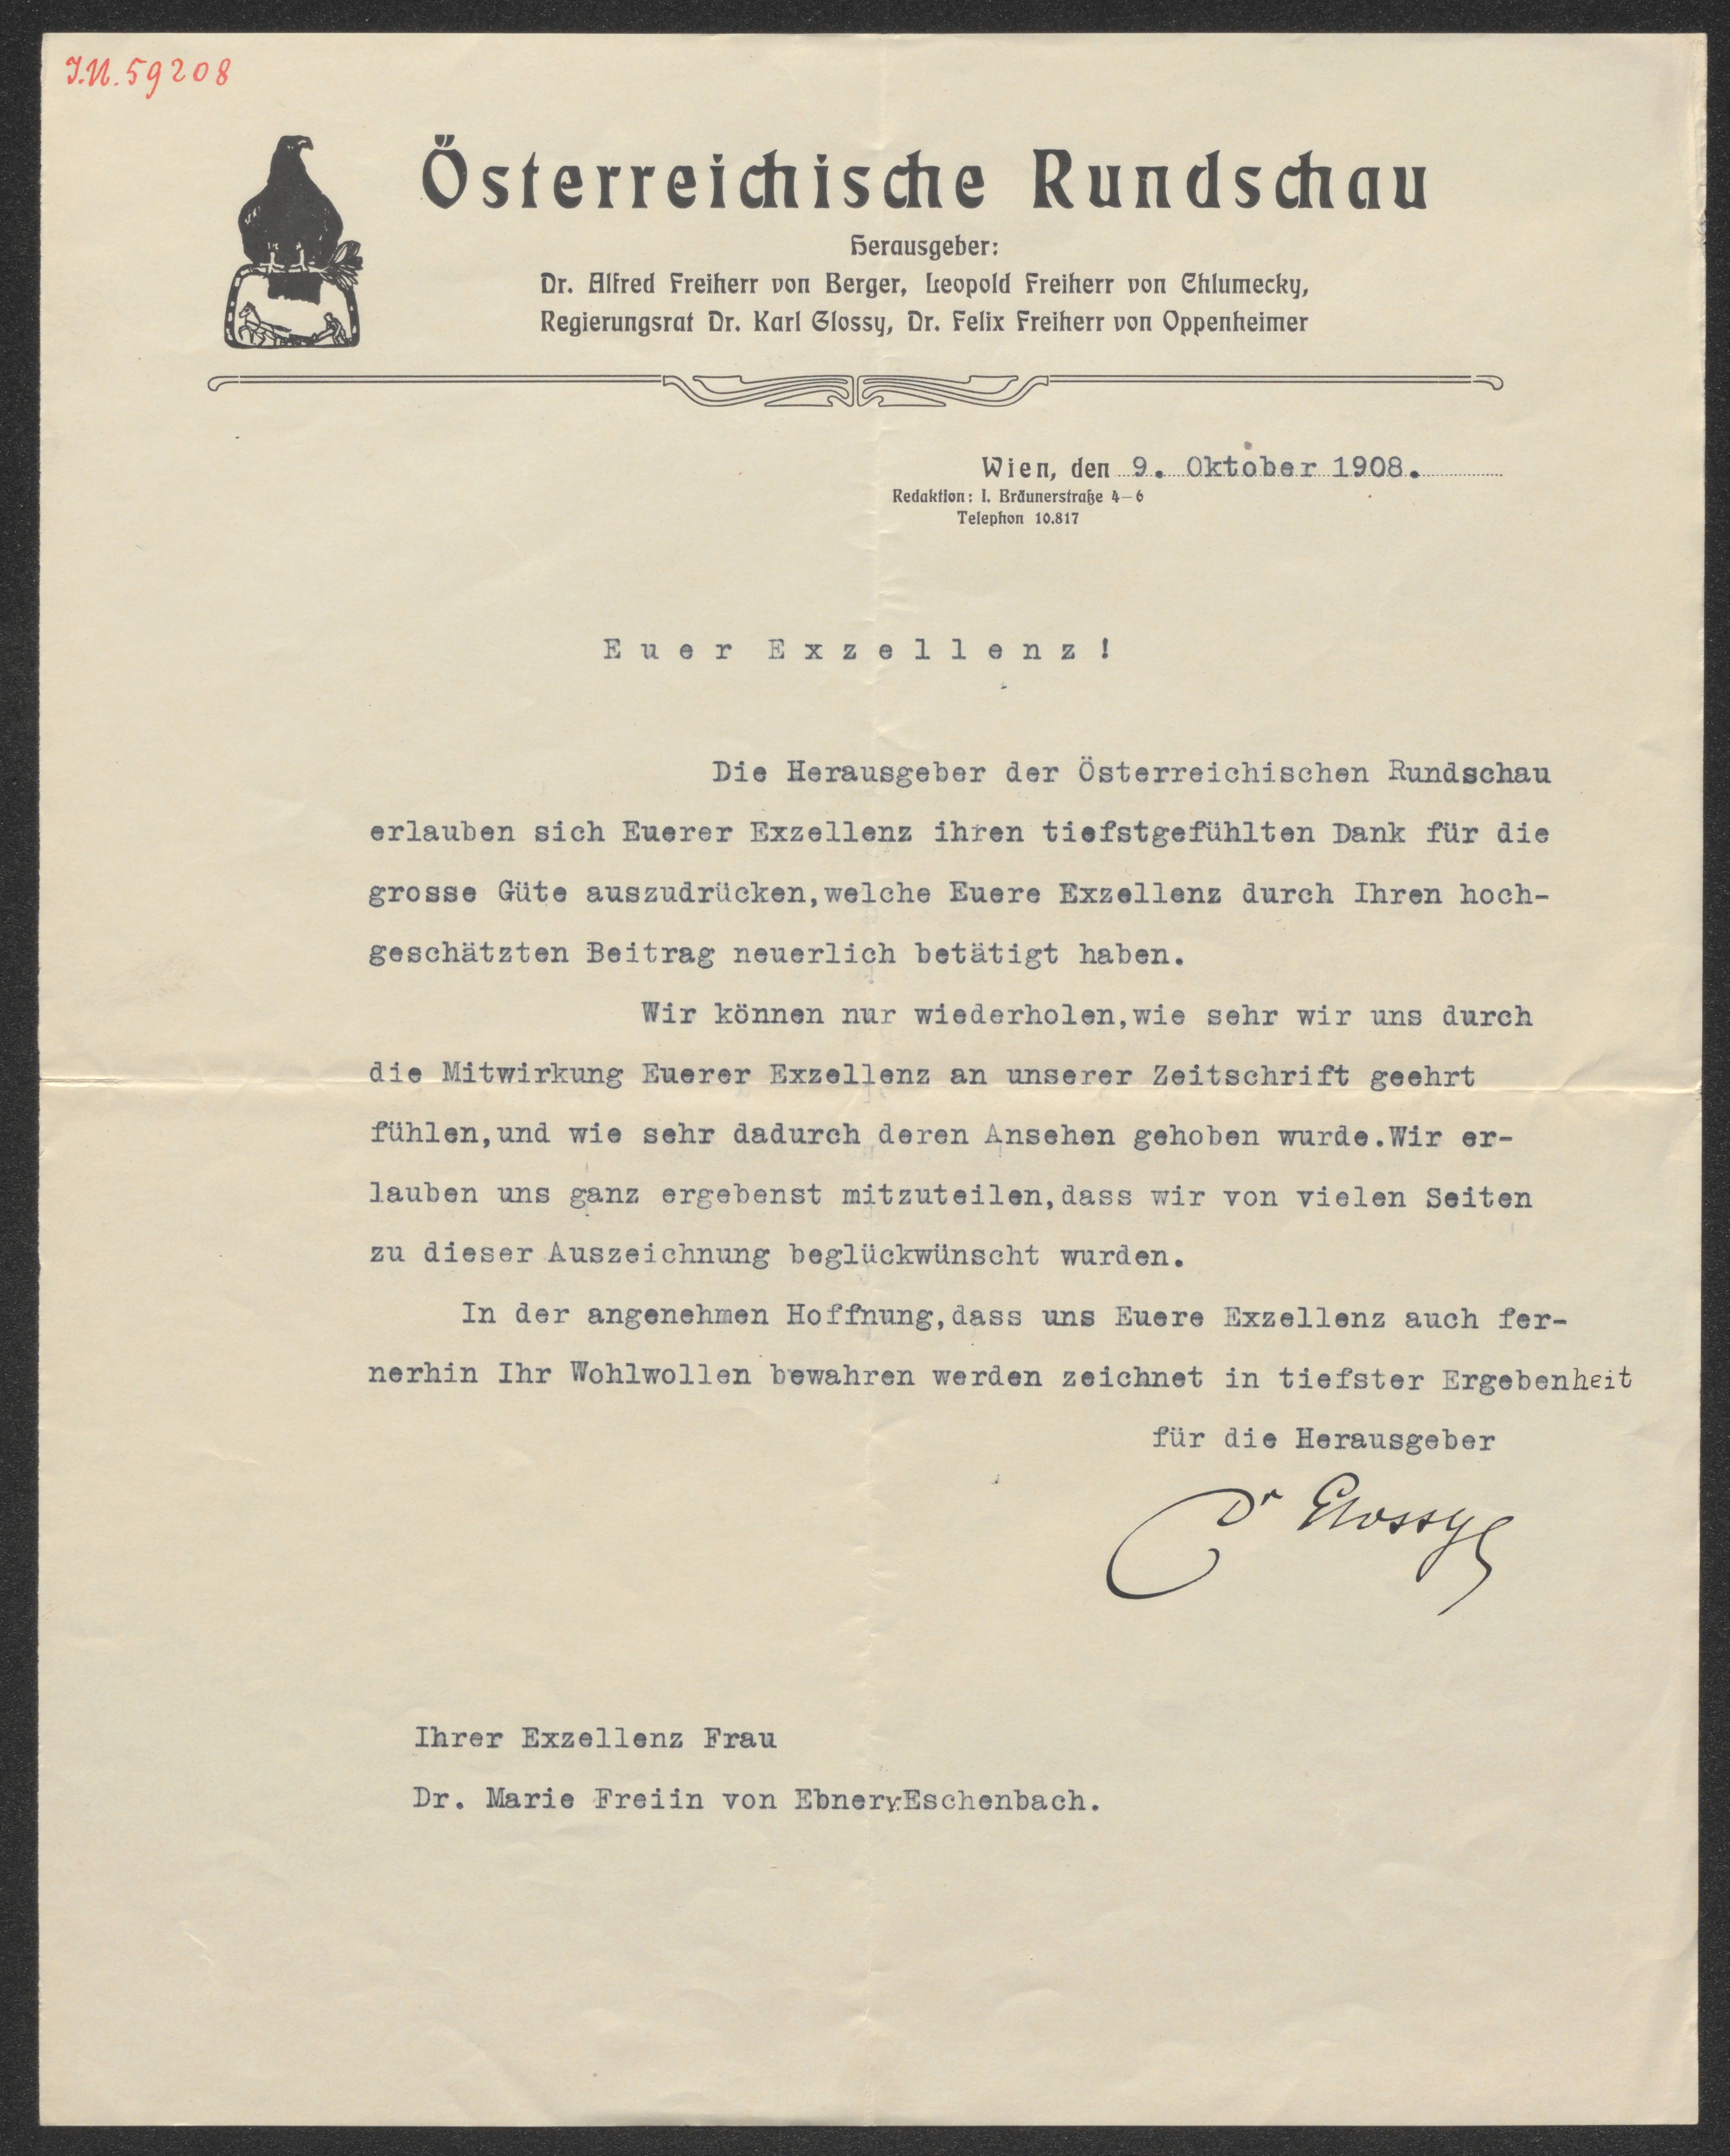 J.N. 59208
Österreichische Rundschau
Herausgeber:
Dr. Alfred Freiherr von Berger, Leopold Freiherr von Chlumecky,
Regierungsrat Dr. Karl Glossy, Dr. Felix Freiherr von Oppenheimer
Wien, den 9. Oktober 1908.
Redaktion: I. Bräunerstraße 4–6
Telephon 10.817
Euer Exzellenz!
Die Herausgeber der Österreichischen Rundschau
erlauben sich Euerer Exzellenz ihren tiefstgefühlten Dank für die
grosse Güte auszudrücken,welche Euere Exzellenz durch Ihren hoch-
geschätzten Beitrag neuerlich betätigt haben.
Wir können nur wiederholen,wie sehr wir uns durch
die Mitwirkung Euerer Exzellenz an unserer Zeitschrift geehrt
fühlen,und wie sehr dadurch deren Ansehen gehoben wurde.Wir er-
lauben uns ganz ergebenst mitzuteilen,dass wir von vielen Seiten
zu dieser Auszeichnung beglückwünscht wurden.
In der angenehmen Hoffnung,dass uns Euere Exzellenz auch fer-
nerhin Ihr Wohlwollen bewahren werden zeichnet in tiefster Ergebenheit
für die Herausgeber
Dr Glossy
Ihrer Exzellenz Frau
Dr. Marie Freiin von Ebnerv.Eschenbach.